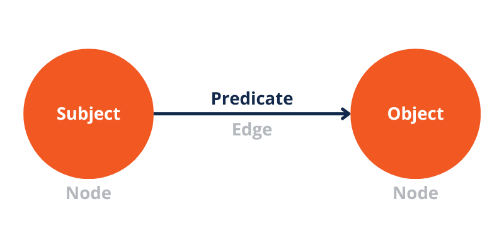 Subject
Predicate
Edge
Object
Node
Node